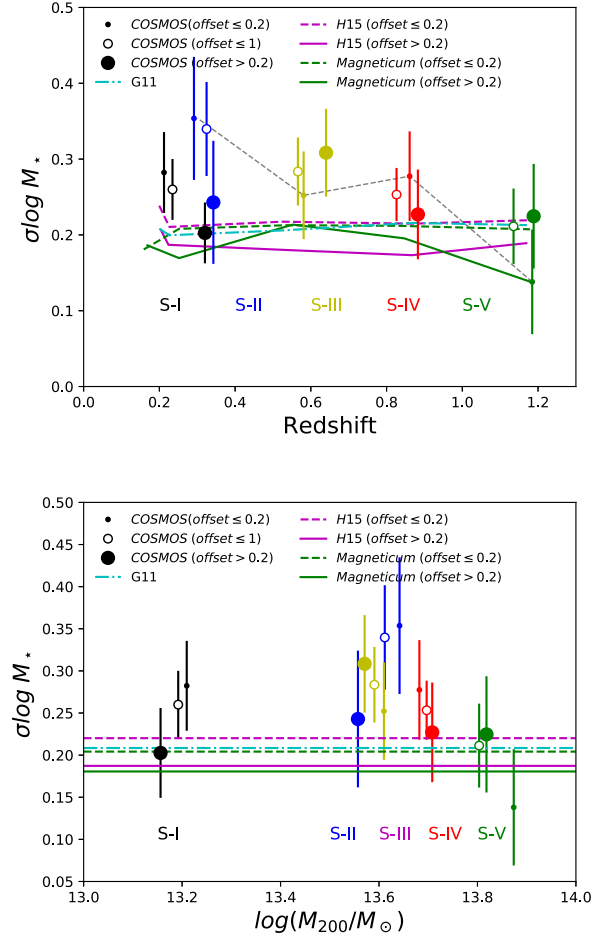 0.5
0.4
0.3
0.2
0.1
0.0
σlog M⋆
COSMOS(offset ≤ 0.2)
COSMOS (offset ≤ 1)
COSMOS (offset > 0.2)
G11
H15 (offset ≤ 0.2)
H15 (offset > 0.2)
Magneticum (offset ≤ 0.2)
Magneticum (offset > 0.2)
S-I S-II S-III S-IV S-V
0.0 0.2 0.4 0.6 0.8 1.0 1.2
Redshift
0.50
0.45
0.40
0.35
0.30
0.25
0.20
0.15
0.10
0.05
σlog M⋆
COSMOS(offset ≤ 0.2)
COSMOS (offset ≤ 1)
COSMOS (offset > 0.2)
G11
H15 (offset ≤ 0.2)
H15 (offset > 0.2)
Magneticum (offset ≤ 0.2)
Magneticum (offset > 0.2)
S-I S-II S-III S-IV S-V
13.0 13.2 13.4 13.6 13.8 14.0
log(M₂₀₀/M⊙)